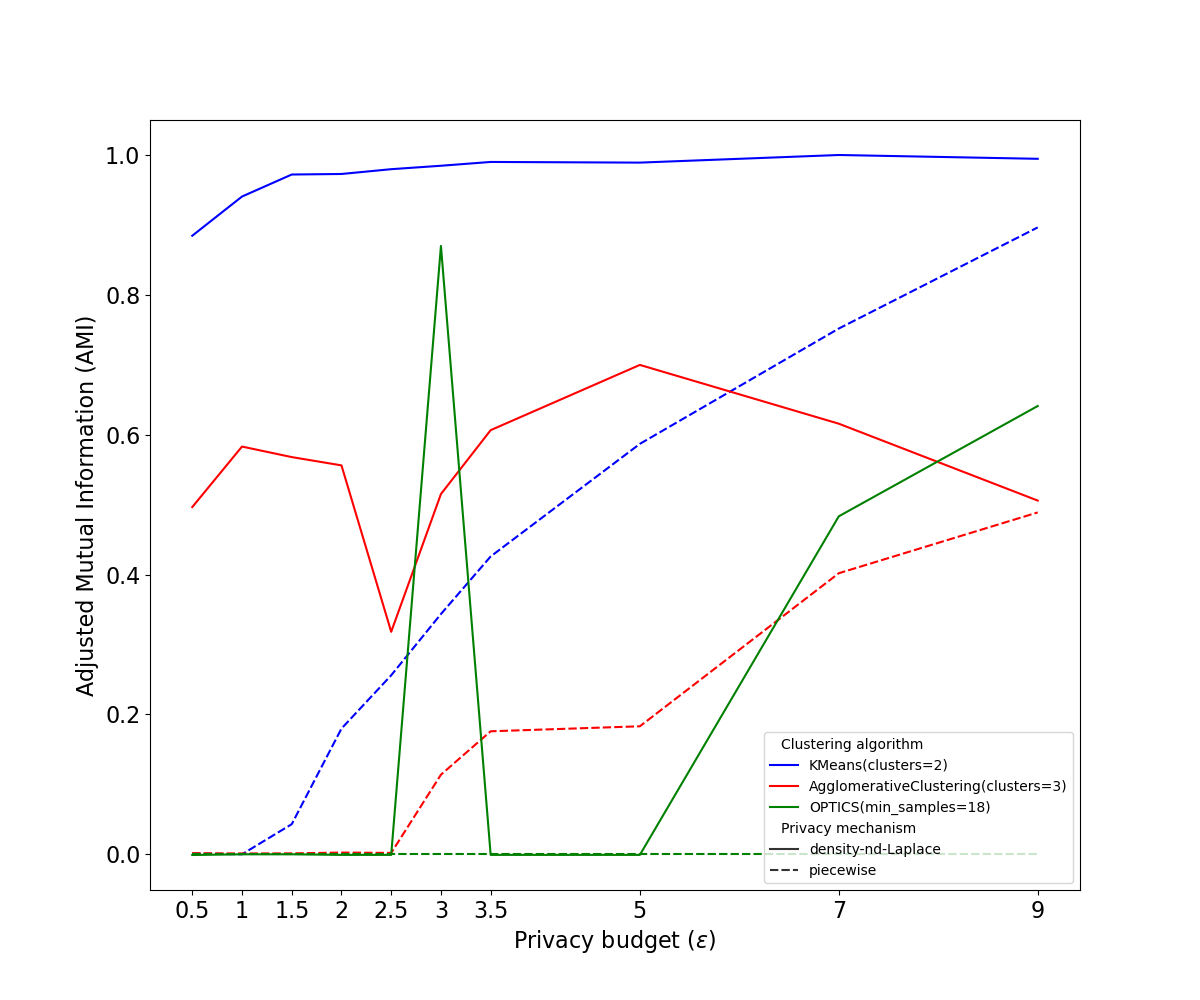 1.0
0.8
0.6
0.4
0.2
0.0
Adjusted Mutual Information (AMI)
Clustering algorithm
KMeans(clusters=2)
AgglomerativeClustering(clusters=3)
OPTICS(min_samples=18)
Privacy mechanism
density-nd-Laplace
piecewise
0.5 1 1.5 2 2.5 3 3.5 5 7 9
Privacy budget (ε)